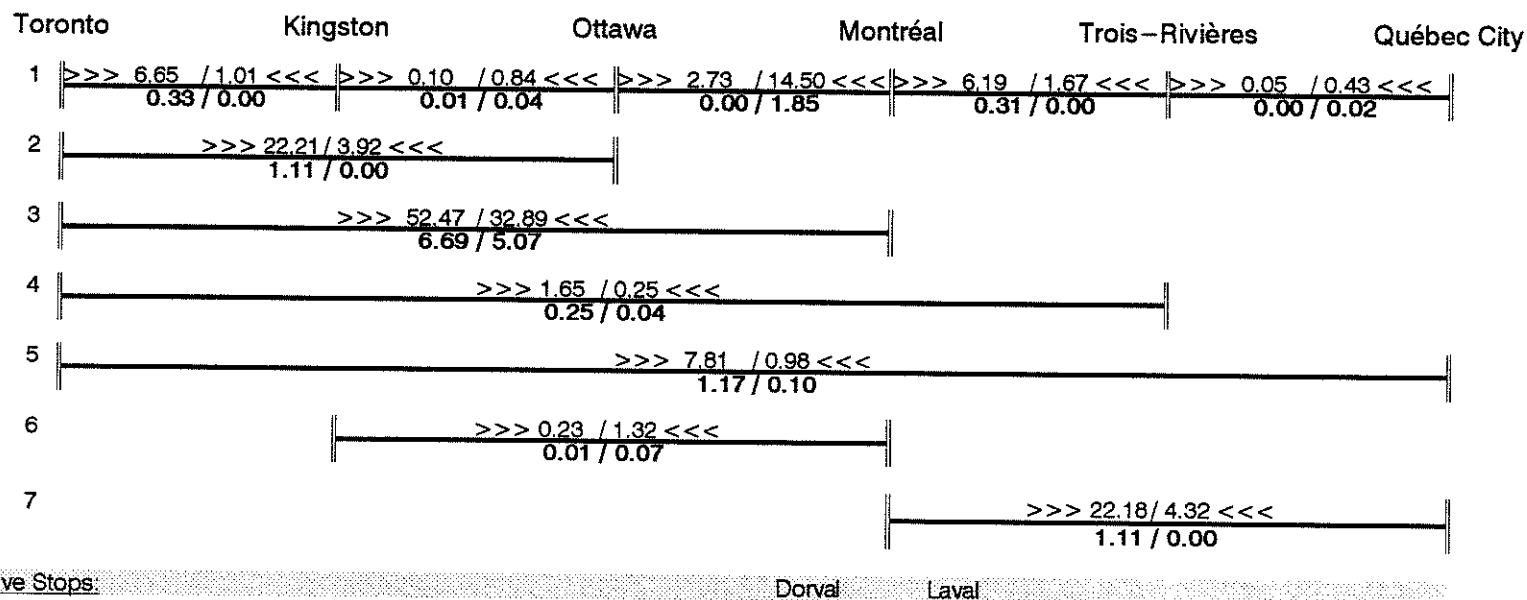 Toronto Kingston Ottawa Montréal Trois-Rivières Québec City
1 >>> 6.65 / 1.01 <<< >>> 0.10 / 0.84 <<< >>> 2.73 / 14.50 <<< >>> 6.19 / 1.67 <<< >>> 0.05 / 0.43 <<<
0.33 / 0.00 0.01 / 0.04 0.00 / 1.85 0.31 / 0.00 0.00 / 0.02
2 >>> 22.21 / 3.92 <<<
1.11 / 0.00
3 >>> 52.47 / 32.89 <<<
6.69 / 5.07
4 >>> 1.65 / 0.25 <<<
0.25 / 0.04
5 >>> 7.81 / 0.98 <<<
1.17 / 0.10
6 >>> 0.23 / 1.32 <<<
0.01 / 0.07
7 >>> 22.18 / 4.32 <<<
1.11 / 0.00
ve Stops: Dorval Laval